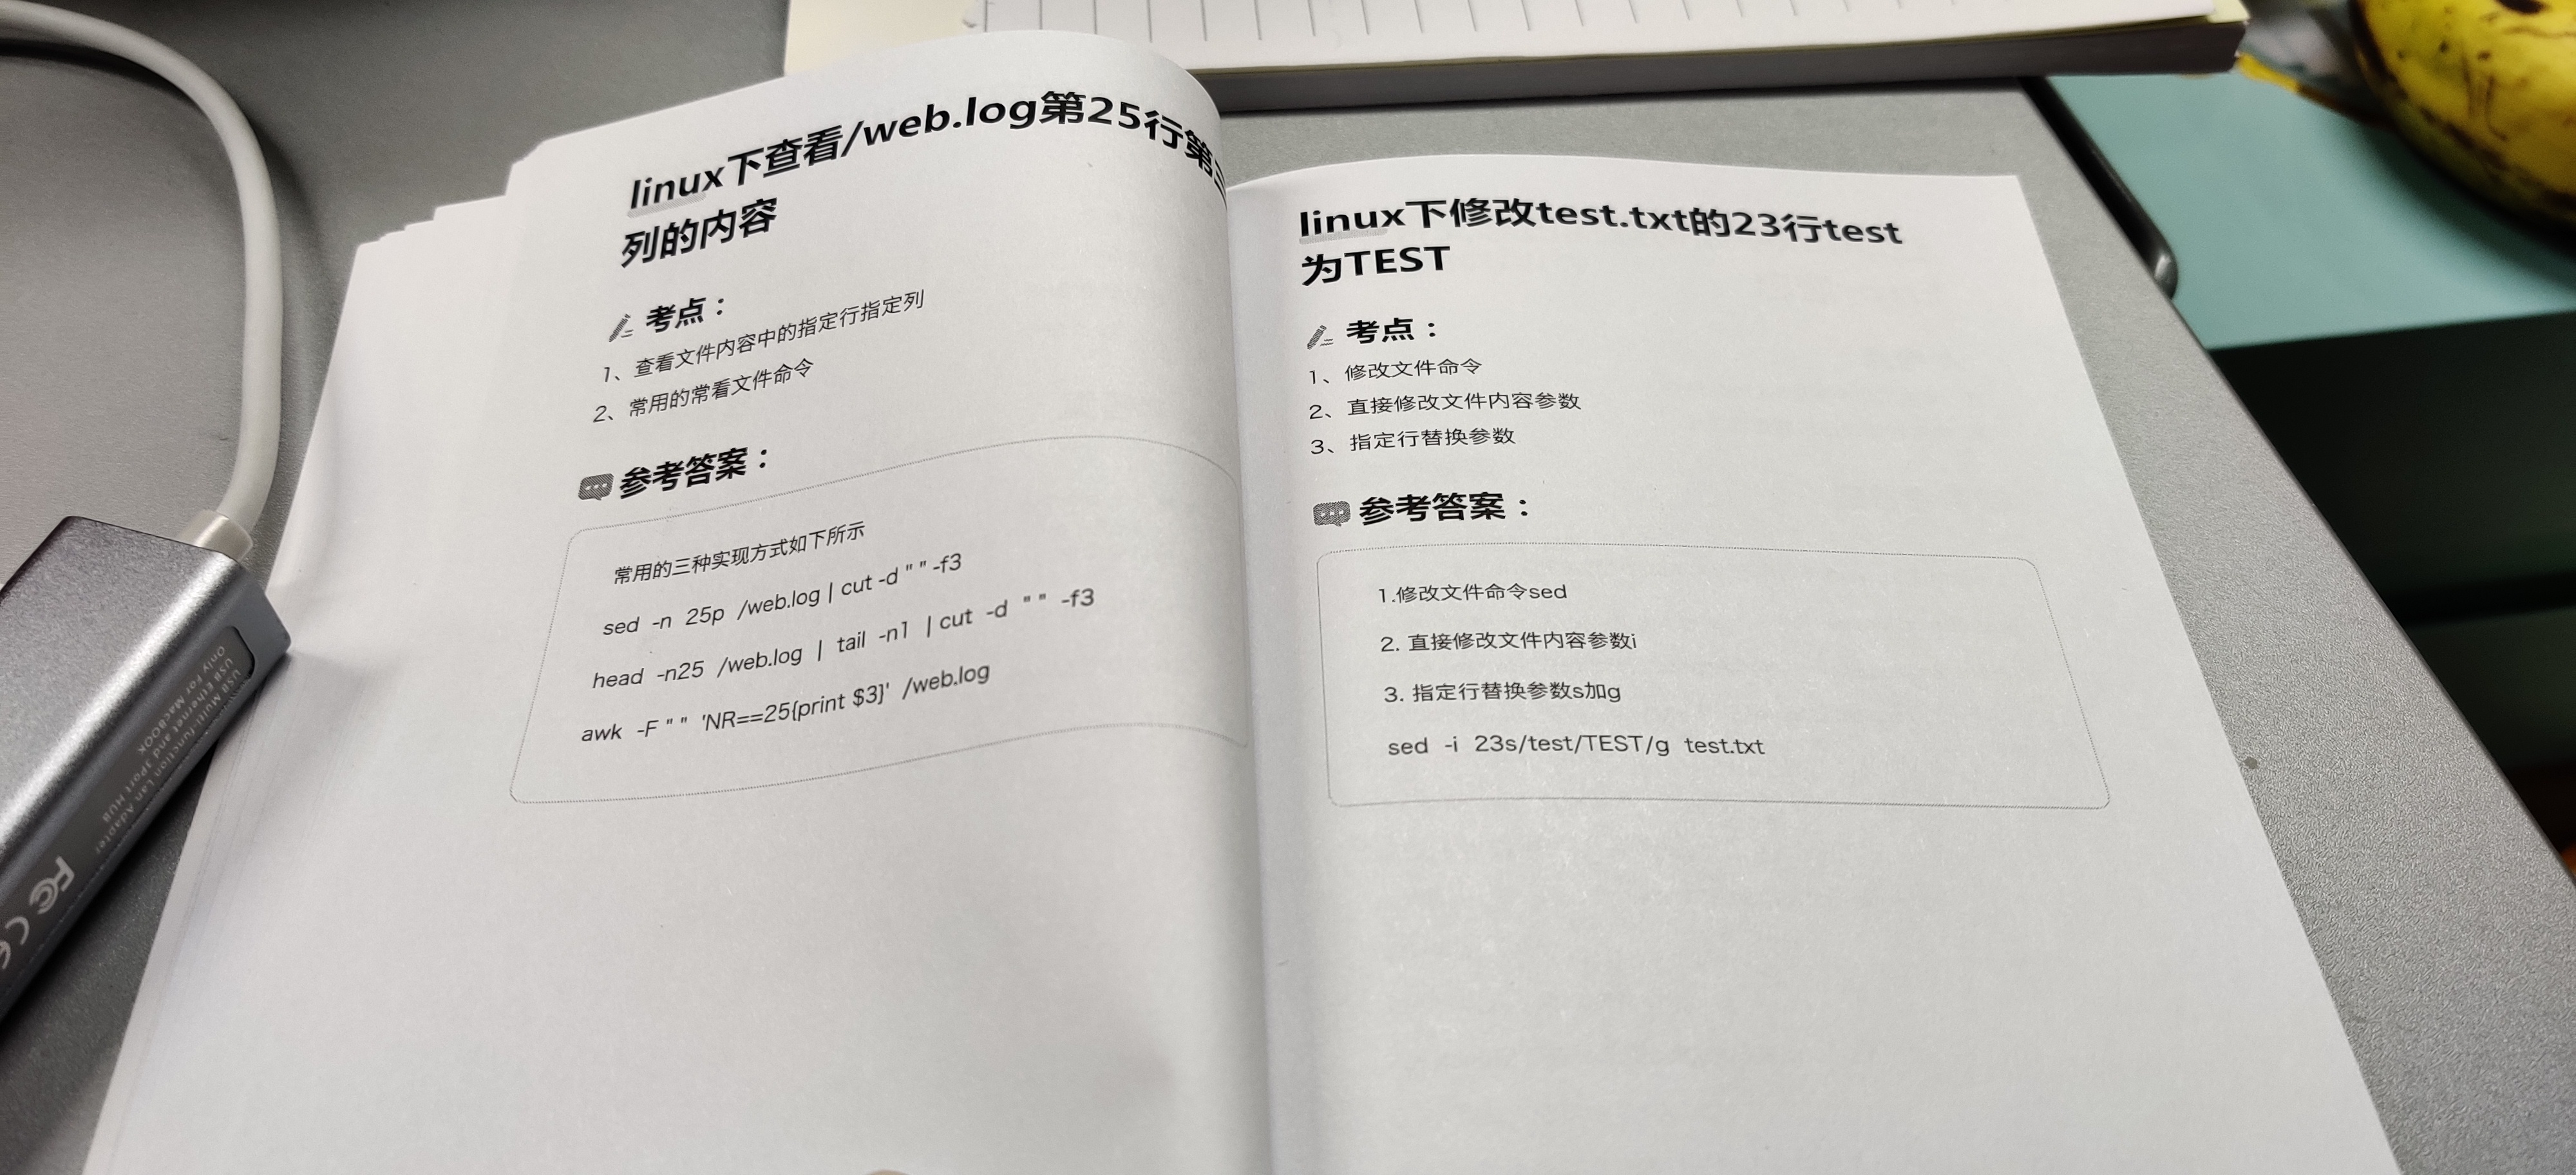 linux下查看/web.log第25行第三
列的内容
考点：
1、查看文件内容中的指定行指定列
2、常用的常看文件命令
参考答案：
常用的三种实现方式如下所示
sed -n 25p /web.log | cut -d " " -f3
head -n25 /web.log | tail -n1 | cut -d " " -f3
awk -F " " 'NR==25{print $3}' /web.log
linux下修改test.txt的23行test
为TEST
考点：
1、修改文件命令
2、直接修改文件内容参数
3、指定行替换参数
参考答案：
1.修改文件命令sed
2. 直接修改文件内容参数i
3. 指定行替换参数s加g
sed -i 23s/test/TEST/g test.txt
USB Multi-function Lan Adapter
USB Ethernet and 3Port HUB
Only For MacBOOK
FC CE